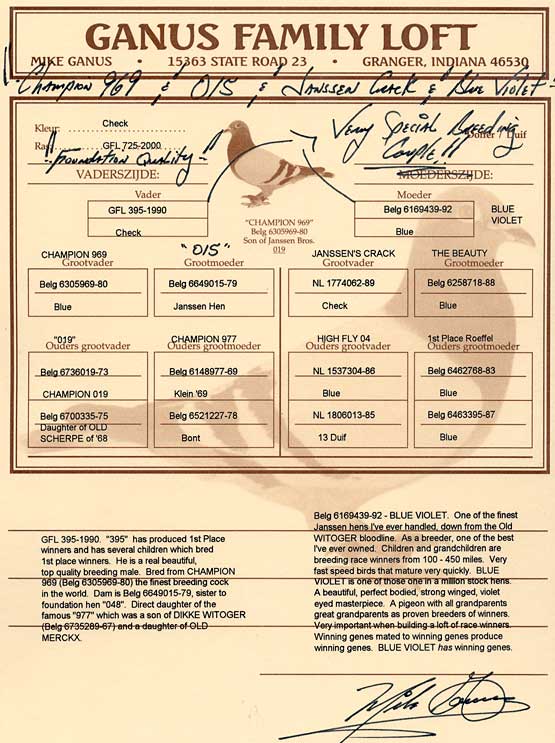 GANUS FAMILY LOFT
MIKE GANUS • 15363 STATE ROAD 23 • GRANGER, INDIANA 46530
"Champion 969 & 015 & Janssen Crack & Blue Violet"
Kleur: Check
Ras: GFL 725-2000
"Foundation Quality"
Very Special Breeding
Couple!!
Doffer / Duif
VADERSZIJDE:
MOEDERSZIJDE:
Vader
GFL 395-1990
Check
Moeder
Belg 6169439-92
Blue
BLUE
VIOLET
"CHAMPION 969"
Belg 6305969-80
Son of Janssen Bros.
019
CHAMPION 969
Grootvader
Belg 6305969-80
Blue
"015"
Grootmoeder
Belg 6649015-79
Janssen Hen
JANSSEN'S CRACK
Grootvader
NL 1774062-89
Check
THE BEAUTY
Grootmoeder
Belg 6258718-88
Blue
"019"
Ouders grootvader
Belg 6736019-73
CHAMPION 019
Belg 6700335-75
Daughter of OLD
SCHERPE of '68
CHAMPION 977
Ouders grootmoeder
Belg 6148977-69
Klein '69
Belg 6521227-78
Bont
HIGH FLY 04
Ouders grootvader
NL 1537304-86
Blue
NL 1806013-85
13 Duif
1st Place Roeffel
Ouders grootmoeder
Belg 6462768-83
Blue
Belg 6463395-87
Blue
GFL 395-1990. "395" has produced 1st Place
winners and has several children which bred
1st place winners. He is a real beautiful,
top quality breeding male. Bred from CHAMPION
969 (Belg 6305969-80) the finest breeding cock
in the world. Dam is Belg 6649015-79, sister to
foundation hen "048". Direct daughter of the
famous "977" which was a son of DIKKE WITOGER
(Belg 6735289-67) and a daughter of OLD
MERCKX.
Belg 6169439-92 - BLUE VIOLET. One of the finest
Janssen hens I've ever handled, down from the Old
WITOGER bloodline. As a breeder, one of the best
I've ever owned. Children and grandchildren are
breeding race winners from 100 - 450 miles. Very
fast speed birds that mature very quickly. BLUE
VIOLET is one of those one in a million stock hens.
A beautiful, perfect bodied, strong winged, violet
eyed masterpiece. A pigeon with all grandparents
great grandparents as proven breeders of winners.
Very important when building a loft of race winners.
Winning genes mated to winning genes produce
winning genes. BLUE VIOLET has winning genes.
Mike Ganus